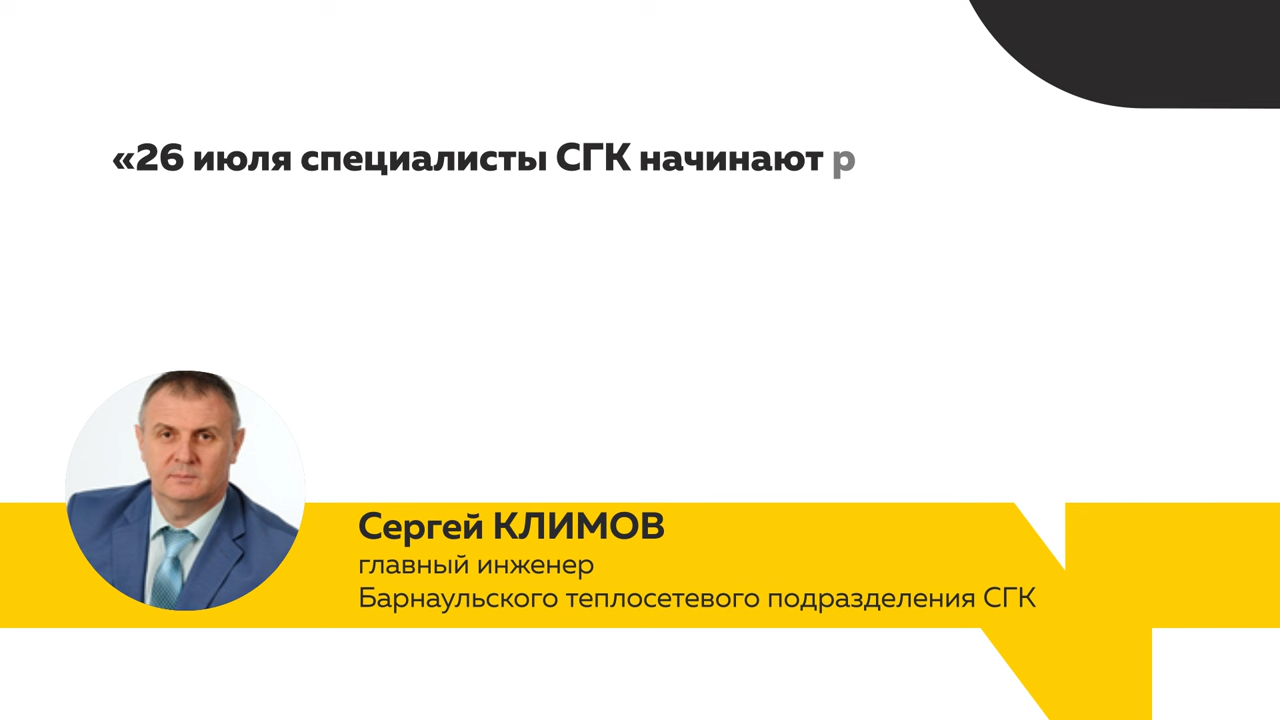 «26 июля специалисты СГК начинают р
Сергей КЛИМОВ
главный инженер
Барнаульского теплосетевого подразделения СГК